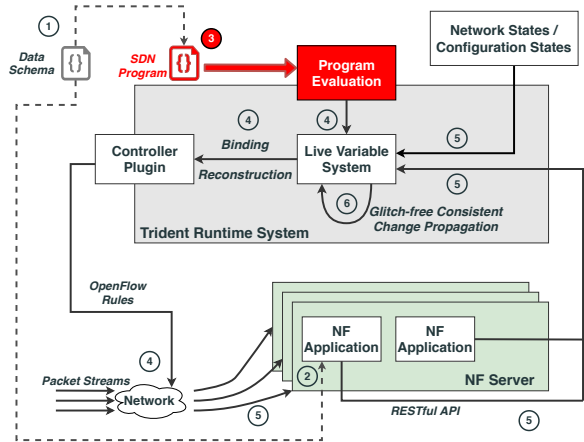 1
Data
Schema
{}
SDN
Program
{}
3
Program
Evaluation
Network States /
Configuration States
4
4
5
Controller
Plugin
Binding
Reconstruction
Live Variable
System
5
6
Glitch-free Consistent
Change Propagation
Trident Runtime System
OpenFlow
Rules
NF
Application
NF
Application
4
2
NF Server
Packet Streams
Network
5
RESTful API
5